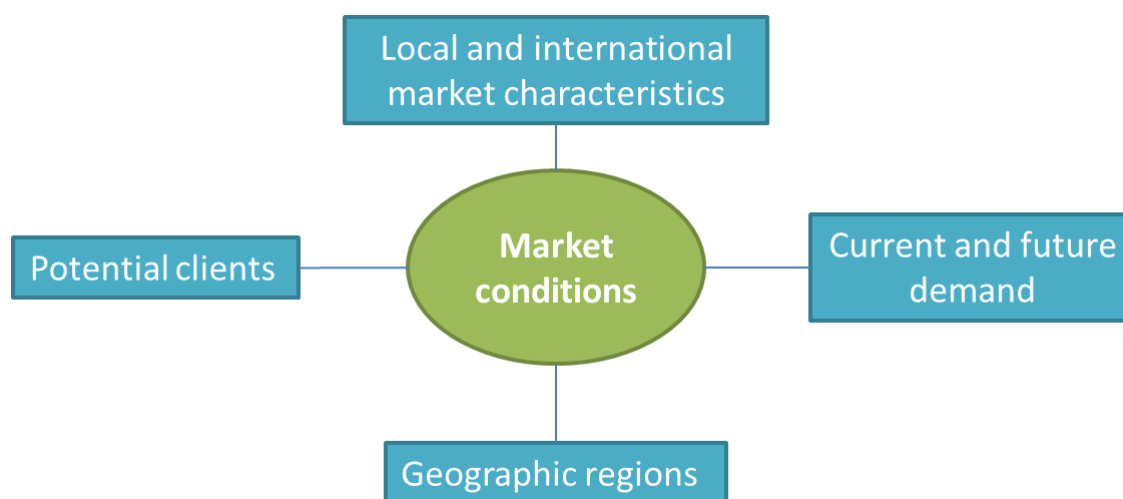 Local and international
market characteristics
Potential clients
Market
conditions
Current and future
demand
Geographic regions